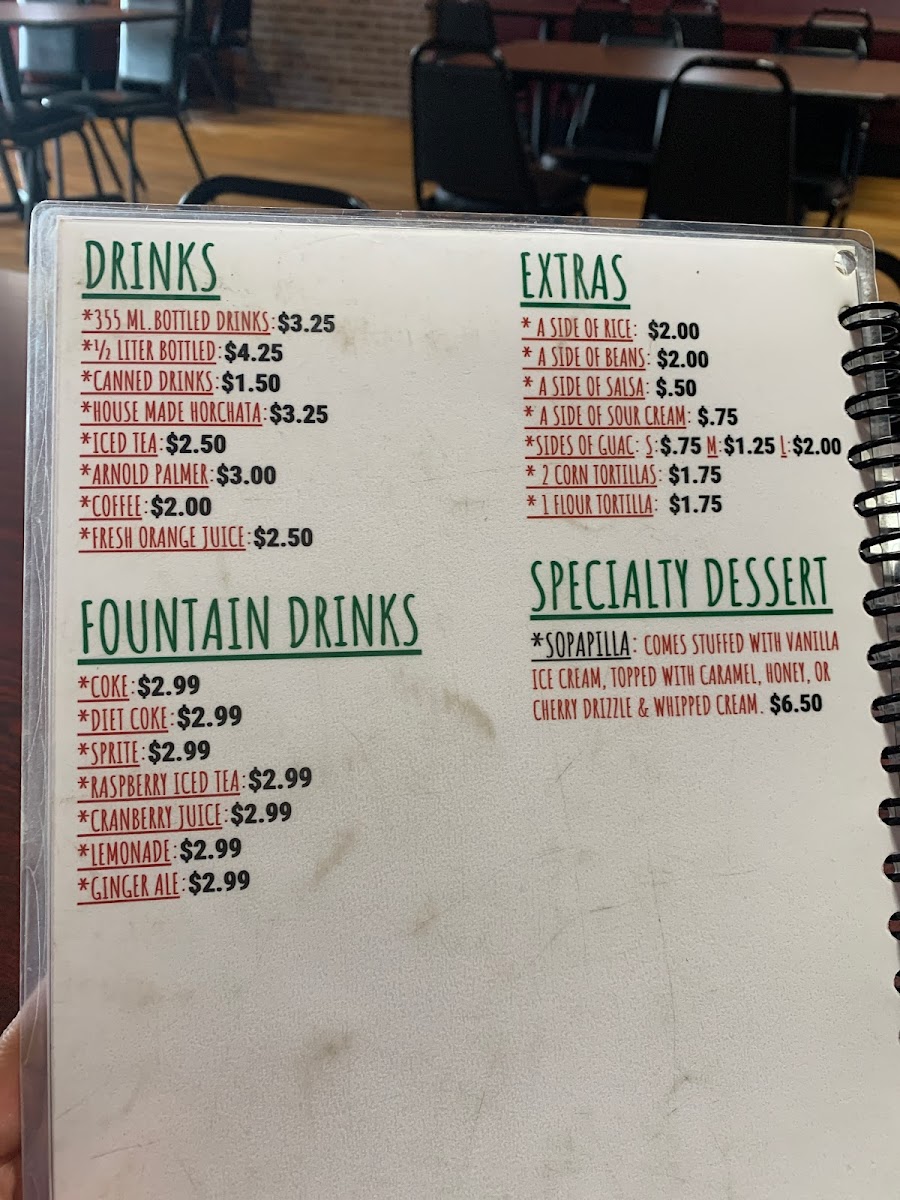 DRINKS
*355 ML.BOTTLED DRINKS:$3.25
*½ LITER BOTTLED:$4.25
*CANNED DRINKS:$1.50
*HOUSE MADE HORCHATA:$3.25
*ICED TEA:$2.50
*ARNOLD PALMER:$3.00
*COFFEE:$2.00
*FRESH ORANGE JUICE:$2.50
FOUNTAIN DRINKS
*COKE:$2.99
*DIET COKE:$2.99
*SPRITE:$2.99
*RASPBERRY ICED TEA:$2.99
*CRANBERRY JUICE:$2.99
*LEMONADE:$2.99
*GINGER ALE:$2.99
EXTRAS
* A SIDE OF RICE: $2.00
* A SIDE OF BEANS: $2.00
* A SIDE OF SALSA: $.50
* A SIDE OF SOUR CREAM: $.75
*SIDES OF GUAC: S:$.75 M:$1.25 L:$2.00
* 2 CORN TORTILLAS: $1.75
* 1 FLOUR TORTILLA: $1.75
SPECIALTY DESSERT
*SOPAPILLA: COMES STUFFED WITH VANILLA
ICE CREAM, TOPPED WITH CARAMEL, HONEY, OR
CHERRY DRIZZLE & WHIPPED CREAM. $6.50